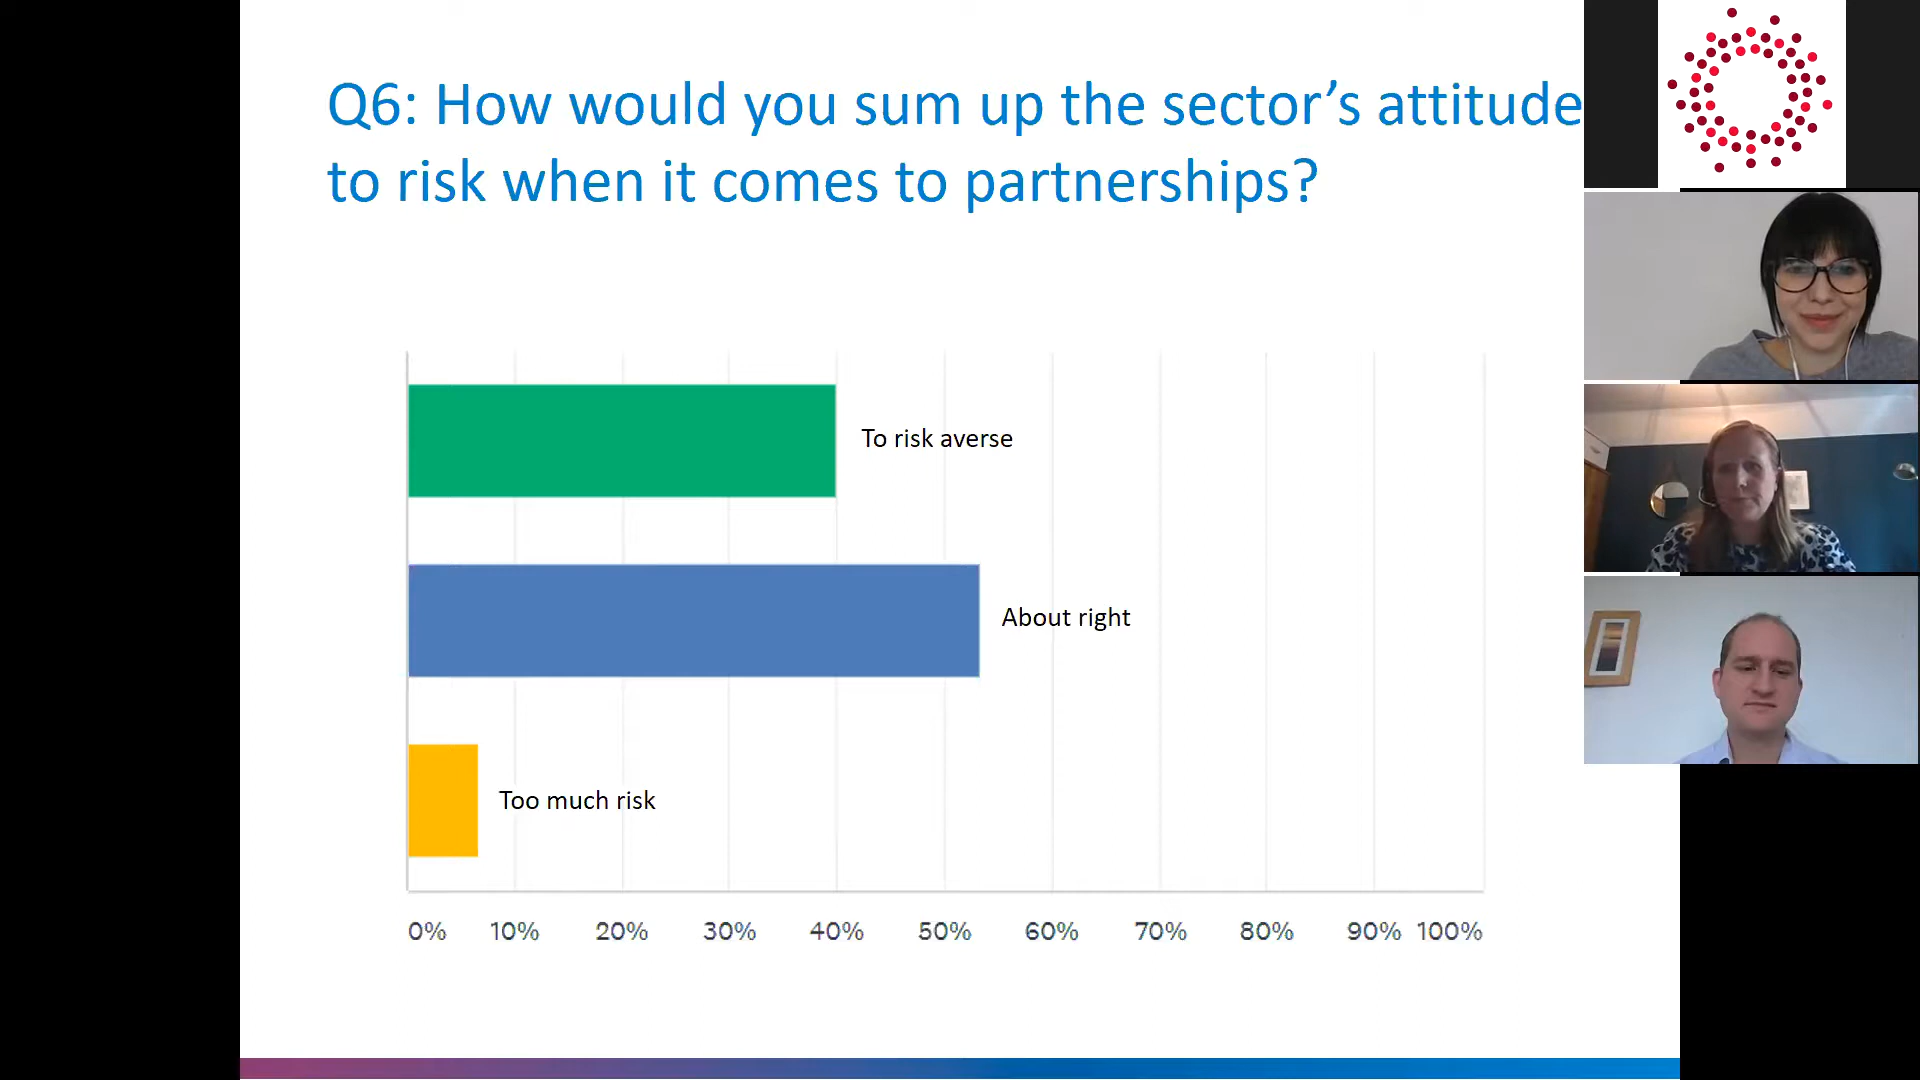 Q6: How would you sum up the sector’s attitude
to risk when it comes to partnerships?
To risk averse
About right
Too much risk
0% 10% 20% 30% 40% 50% 60% 70% 80% 90% 100%